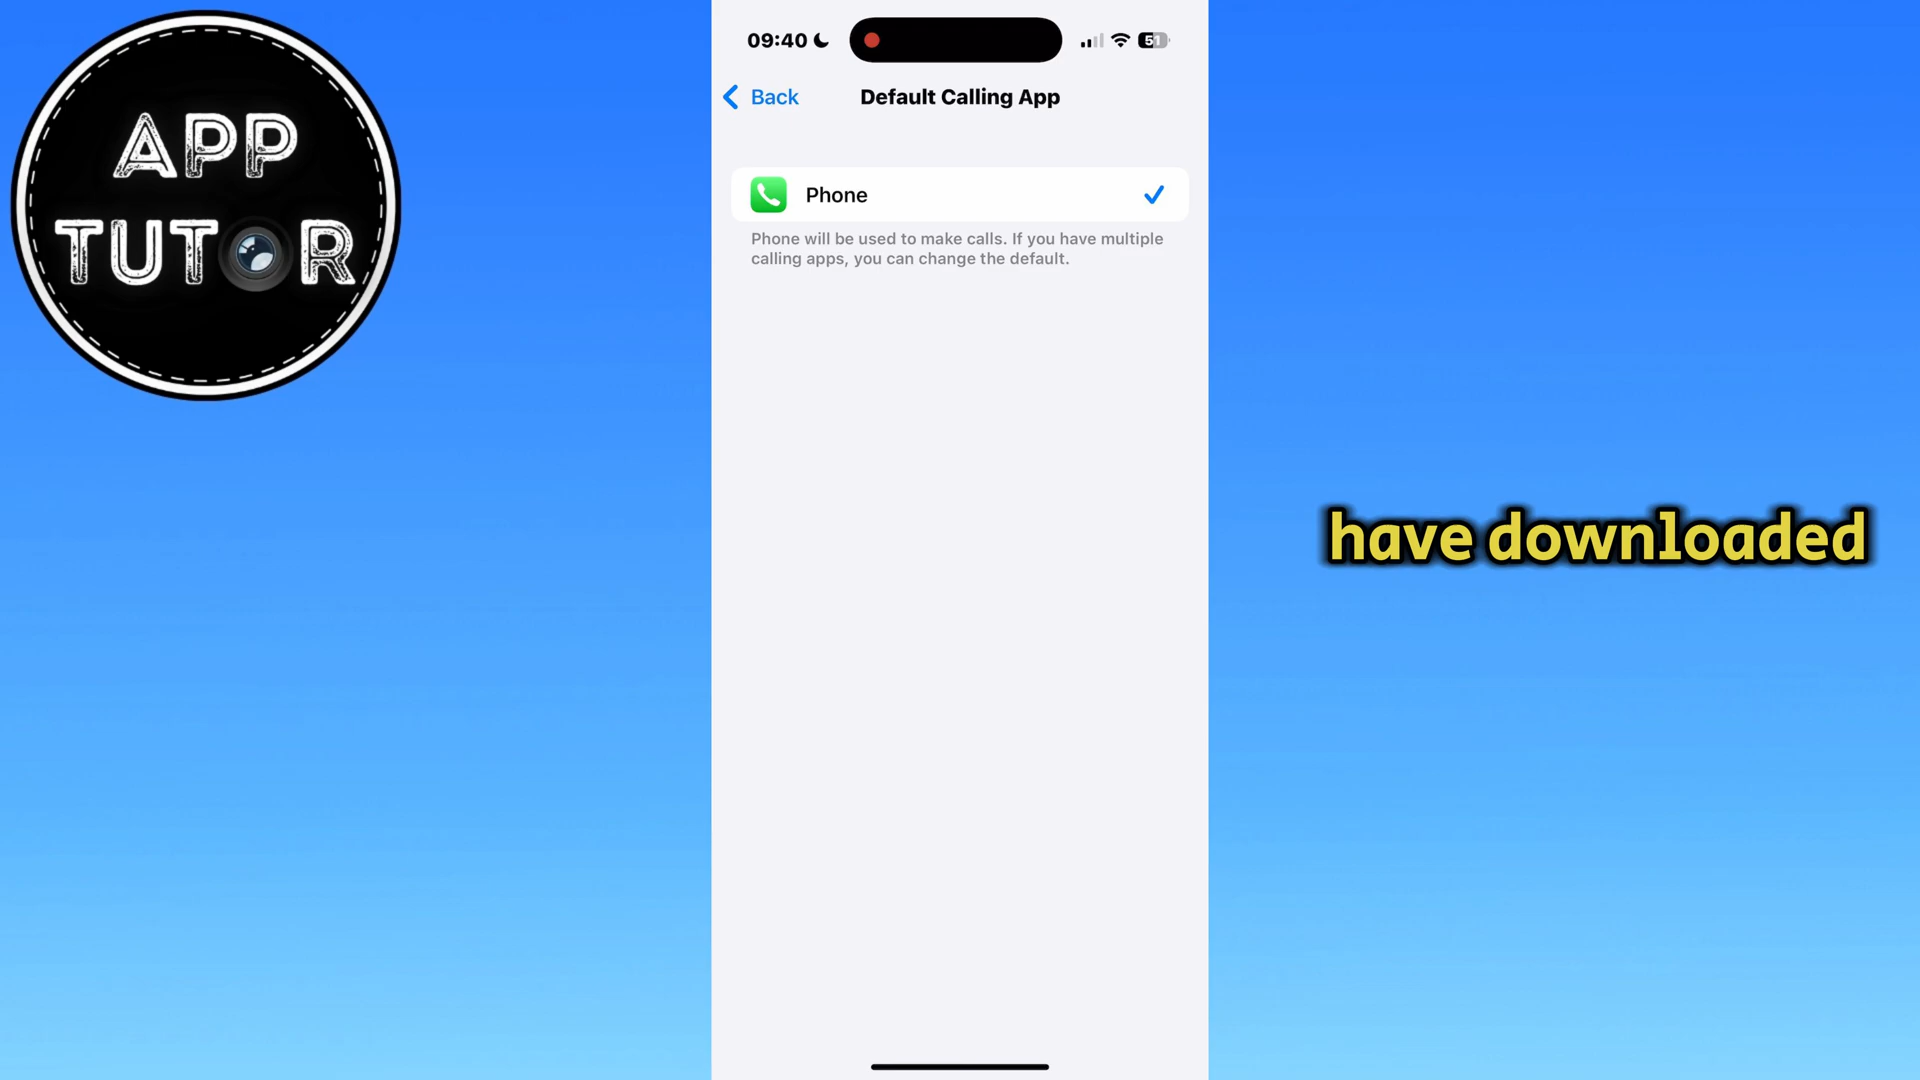 APP
TUTOR
09:40
51
Back
Default Calling App
Phone
Phone will be used to make calls. If you have multiple
calling apps, you can change the default.
have downloaded